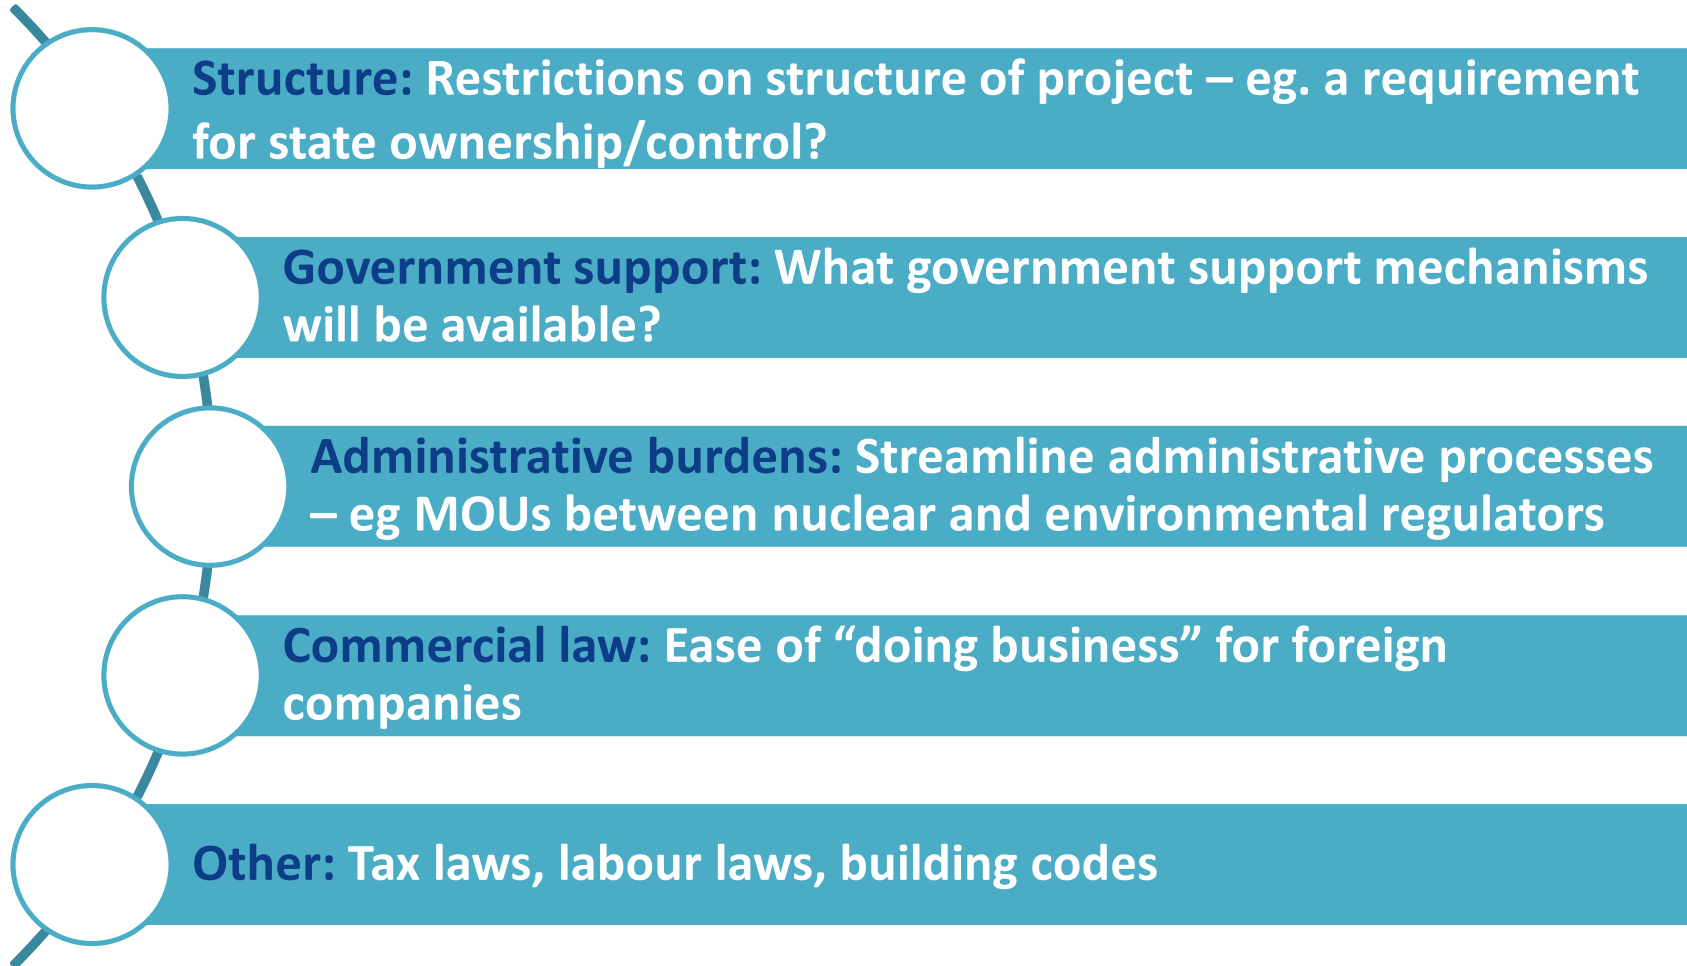 Structure: Restrictions on structure of project – eg. a requirement
for state ownership/control?
Government support: What government support mechanisms
will be available?
Administrative burdens: Streamline administrative processes
– eg MOUs between nuclear and environmental regulators
Commercial law: Ease of “doing business” for foreign
companies
Other: Tax laws, labour laws, building codes